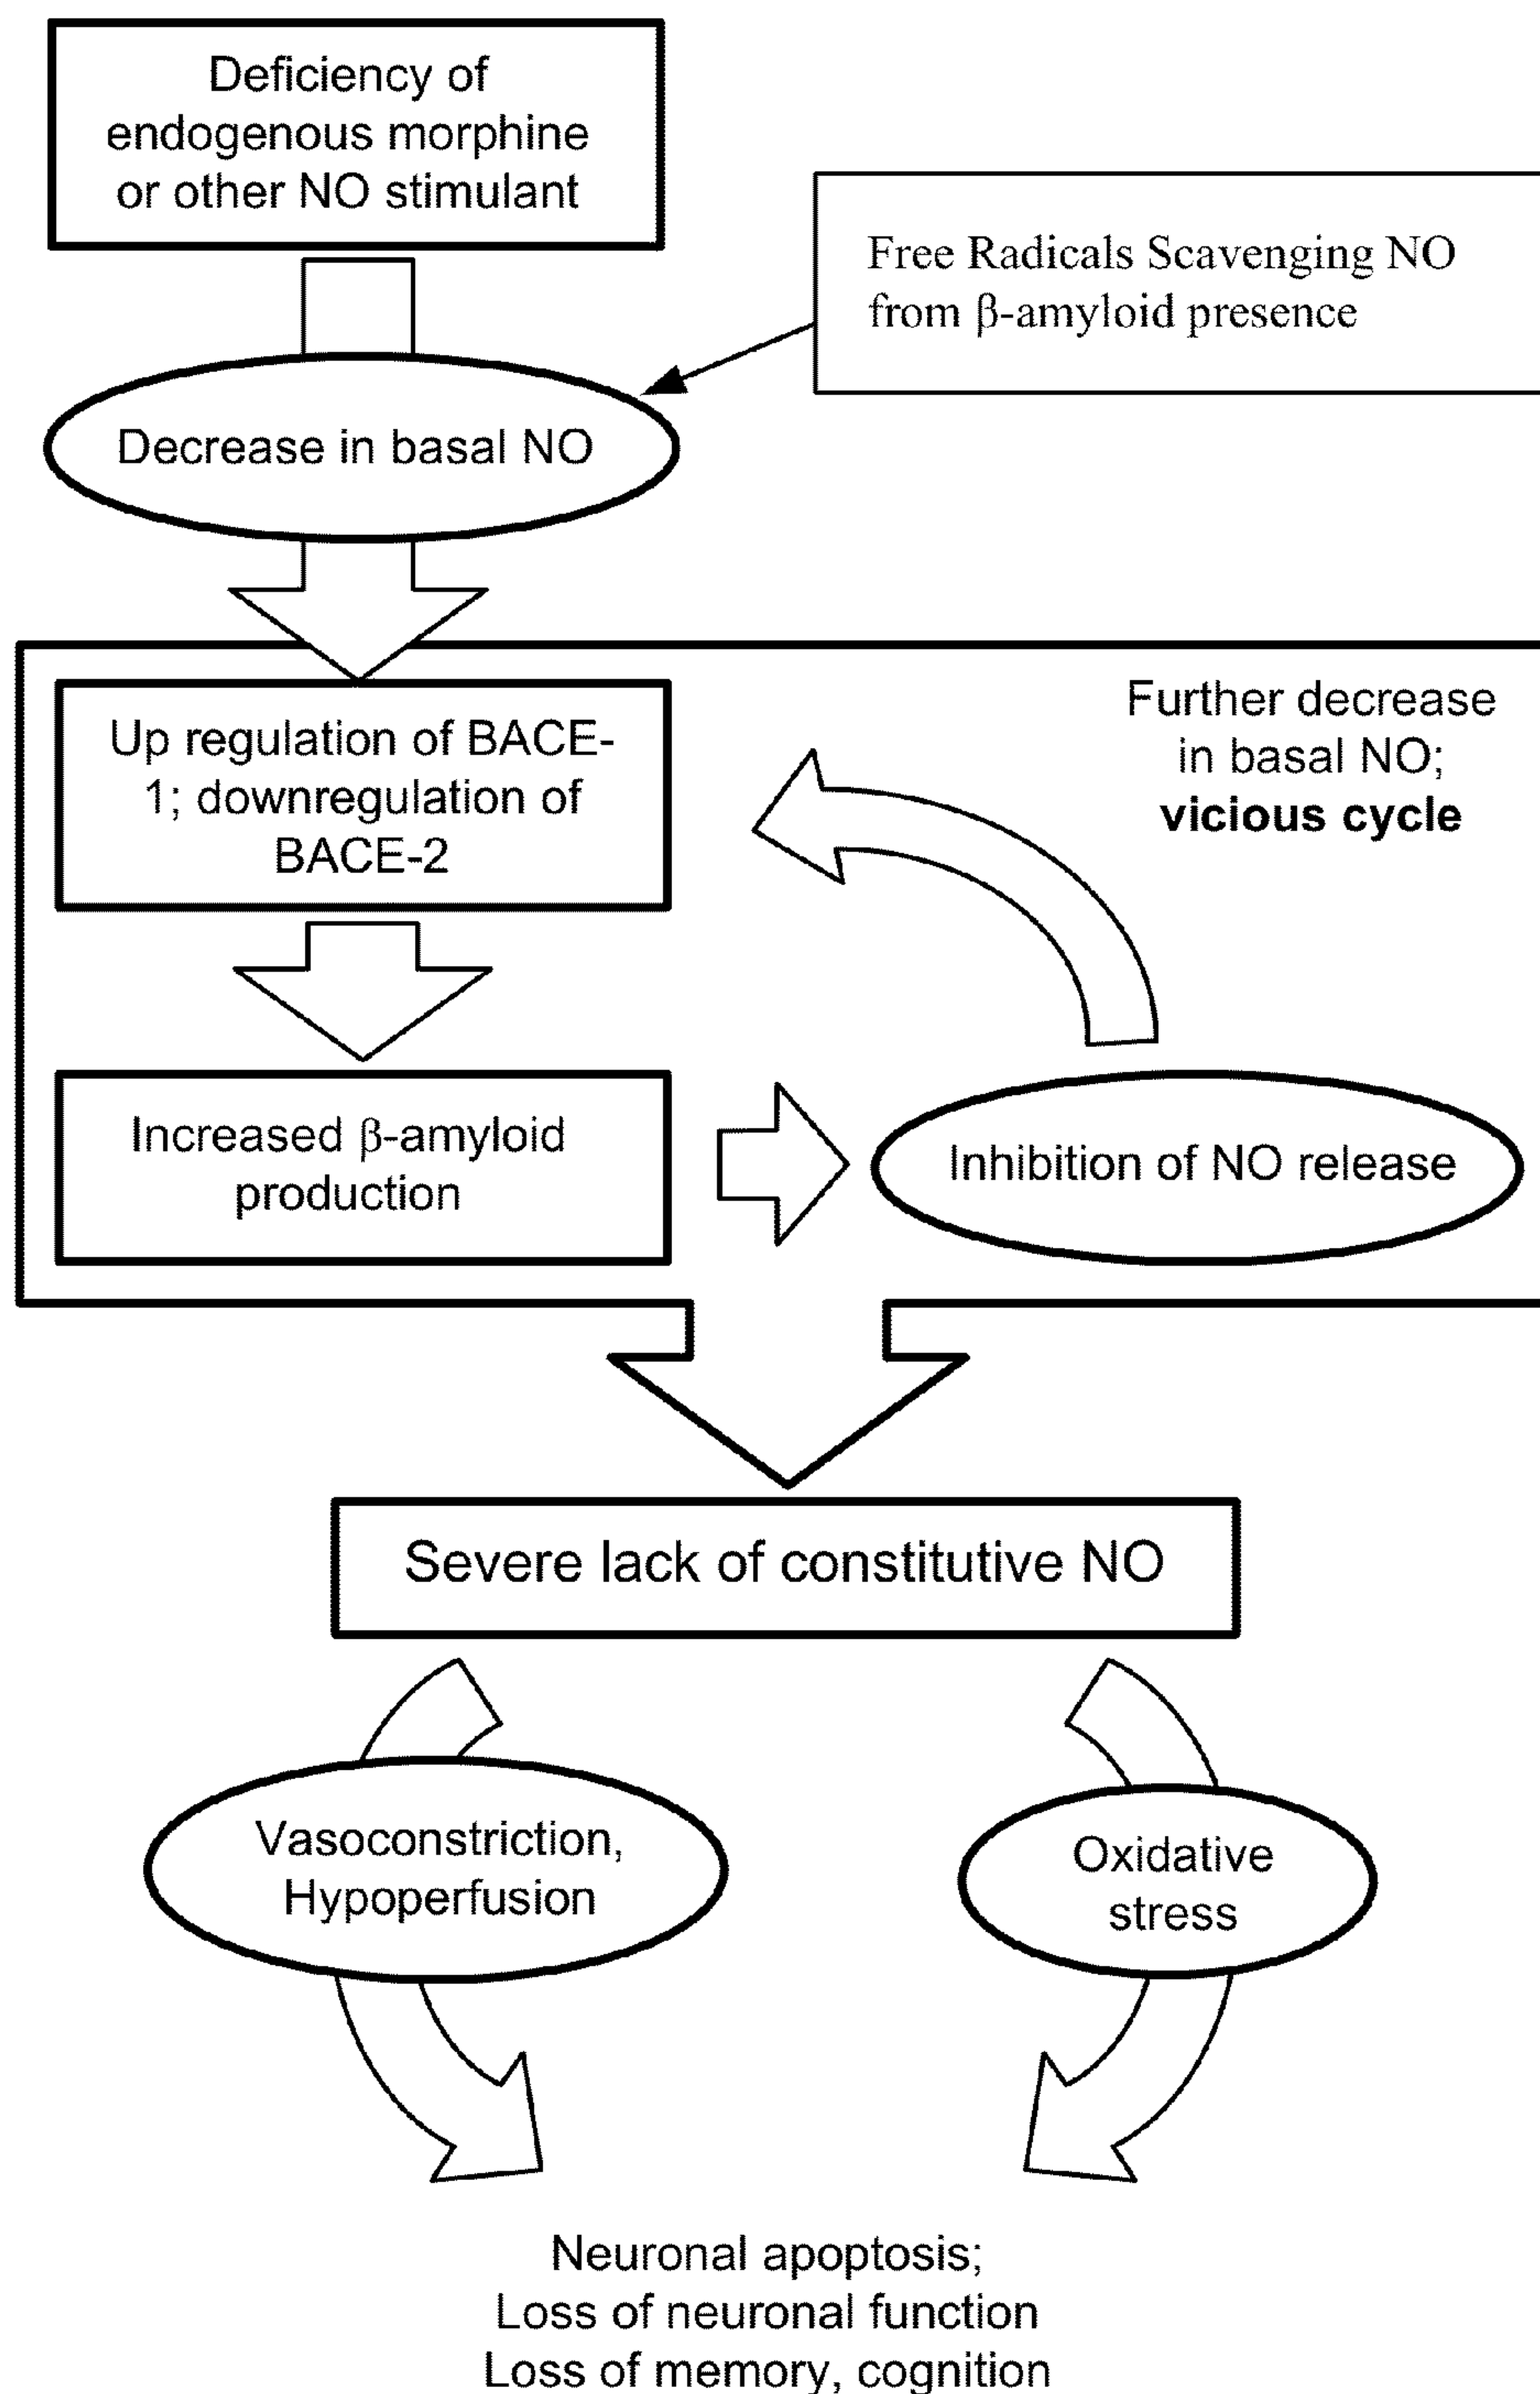 Deficiency of
endogenous morphine
or other NO stimulant
Free Radicals Scavenging NO
from β-amyloid presence
Decrease in basal NO
Up regulation of BACE-
1; downregulation of
BACE-2
Further decrease
in basal NO;
vicious cycle
Increased β-amyloid
production
Inhibition of NO release
Severe lack of constitutive NO
Vasoconstriction,
Hypoperfusion
Oxidative
stress
Neuronal apoptosis;
Loss of neuronal function
Loss of memory, cognition